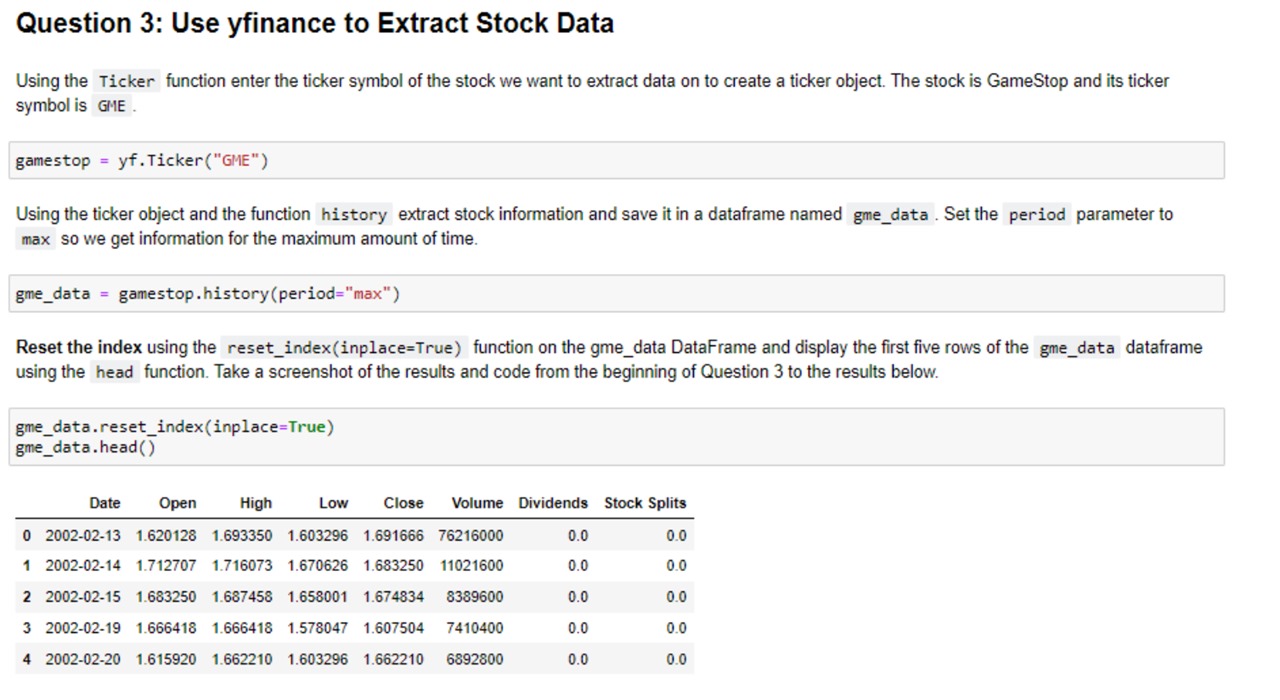 Question 3: Use yfinance to Extract Stock Data
Using the Ticker function enter the ticker symbol of the stock we want to extract data on to create a ticker object. The stock is GameStop and its ticker
symbol is GME .
gamestop = yf.Ticker("GME")
Using the ticker object and the function history extract stock information and save it in a dataframe named gme_data . Set the period parameter to
max so we get information for the maximum amount of time.
gme_data = gamestop.history(period="max")
Reset the index using the reset_index(inplace=True) function on the gme_data DataFrame and display the first five rows of the gme_data dataframe
using the head function. Take a screenshot of the results and code from the beginning of Question 3 to the results below.
gme_data.reset_index(inplace=True)
gme_data.head()
Date Open High Low Close Volume Dividends Stock Splits
0 2002-02-13 1.620128 1.693350 1.603296 1.691666 76216000 0.0 0.0
1 2002-02-14 1.712707 1.716073 1.670626 1.683250 11021600 0.0 0.0
2 2002-02-15 1.683250 1.687458 1.658001 1.674834 8389600 0.0 0.0
3 2002-02-19 1.666418 1.666418 1.578047 1.607504 7410400 0.0 0.0
4 2002-02-20 1.615920 1.662210 1.603296 1.662210 6892800 0.0 0.0